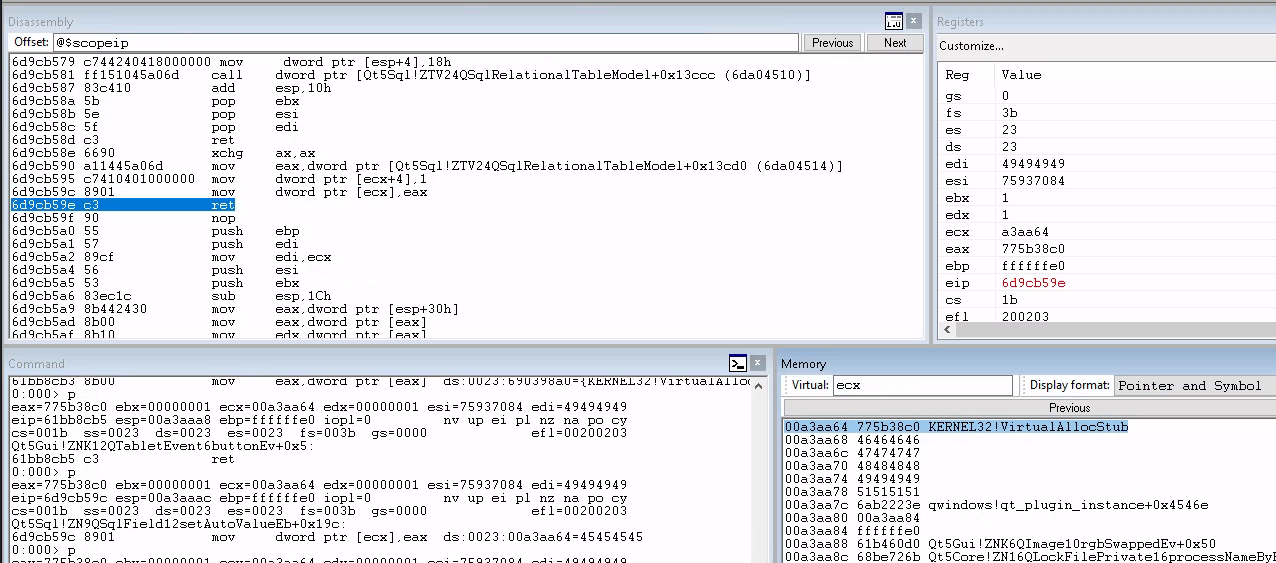 Disassembly
Offset: @$scopeip Previous Next
6d9cb579 c744240418000000 mov dword ptr [esp+4],18h
6d9cb581 ff151045a06d call dword ptr [Qt5Sql!ZTV24QSqlRelationalTableModel+0x13ccc (6da04510)]
6d9cb587 83c410 add esp,10h
6d9cb58a 5b pop ebx
6d9cb58b 5e pop esi
6d9cb58c 5f pop edi
6d9cb58d c3 ret
6d9cb58e 6690 xchg ax,ax
6d9cb590 a11445a06d mov eax,dword ptr [Qt5Sql!ZTV24QSqlRelationalTableModel+0x13cd0 (6da04514)]
6d9cb595 c7410401000000 mov dword ptr [ecx+4],1
6d9cb59c 8901 mov dword ptr [ecx],eax
6d9cb59e c3 ret
6d9cb59f 90 nop
6d9cb5a0 55 push ebp
6d9cb5a1 57 push edi
6d9cb5a2 89cf mov edi,ecx
6d9cb5a4 56 push esi
6d9cb5a5 53 push ebx
6d9cb5a6 83ec1c sub esp,1Ch
6d9cb5a9 8b442430 mov eax,dword ptr [esp+30h]
6d9cb5ad 8b00 mov eax,dword ptr [eax]
6d9cb5af 8b10 mov edx,dword ptr [eax]
Registers
Customize...
Reg Value
gs 0
fs 3b
es 23
ds 23
edi 49494949
esi 75937084
ebx 1
edx 1
ecx a3aa64
eax 775b38c0
ebp ffffffe0
eip 6d9cb59e
cs 1b
efl 200203
Command
61bb8cb3 8b00 mov eax,dword ptr [eax] ds:0023:690398a0={KERNEL32!VirtualAlloc
0:000> p
eax=775b38c0 ebx=00000001 ecx=00a3aa64 edx=00000001 esi=75937084 edi=49494949
eip=61bb8cb5 esp=00a3aaa8 ebp=ffffffe0 iopl=0 nv up ei pl nz na po cy
cs=001b ss=0023 ds=0023 es=0023 fs=003b gs=0000 efl=00200203
Qt5Gui!ZNK12QTabletEvent6buttonEv+0x5:
61bb8cb5 c3 ret
0:000> p
eax=775b38c0 ebx=00000001 ecx=00a3aa64 edx=00000001 esi=75937084 edi=49494949
eip=6d9cb59c esp=00a3aaac ebp=ffffffe0 iopl=0 nv up ei pl nz na po cy
cs=001b ss=0023 ds=0023 es=0023 fs=003b gs=0000 efl=00200203
Qt5Sql!ZN9QSqlField12setAutoValueEb+0x19c:
6d9cb59c 8901 mov dword ptr [ecx],eax ds:0023:00a3aa64=45454545
0:000> p
Memory
Virtual: ecx Display format: Pointer and Symbol
Previous
00a3aa64 775b38c0 KERNEL32!VirtualAllocStub
00a3aa68 46464646
00a3aa6c 47474747
00a3aa70 48484848
00a3aa74 49494949
00a3aa78 51515151
00a3aa7c 6ab2223e qwindows!qt_plugin_instance+0x4546e
00a3aa80 00a3aa84
00a3aa84 ffffffe0
00a3aa88 61b460d0 Qt5Gui!ZNK6QImage10rgbSwappedEv+0x50
00a3aa8c 68be726b Qt5Core!ZN16QLockFilePrivate16processNameBy